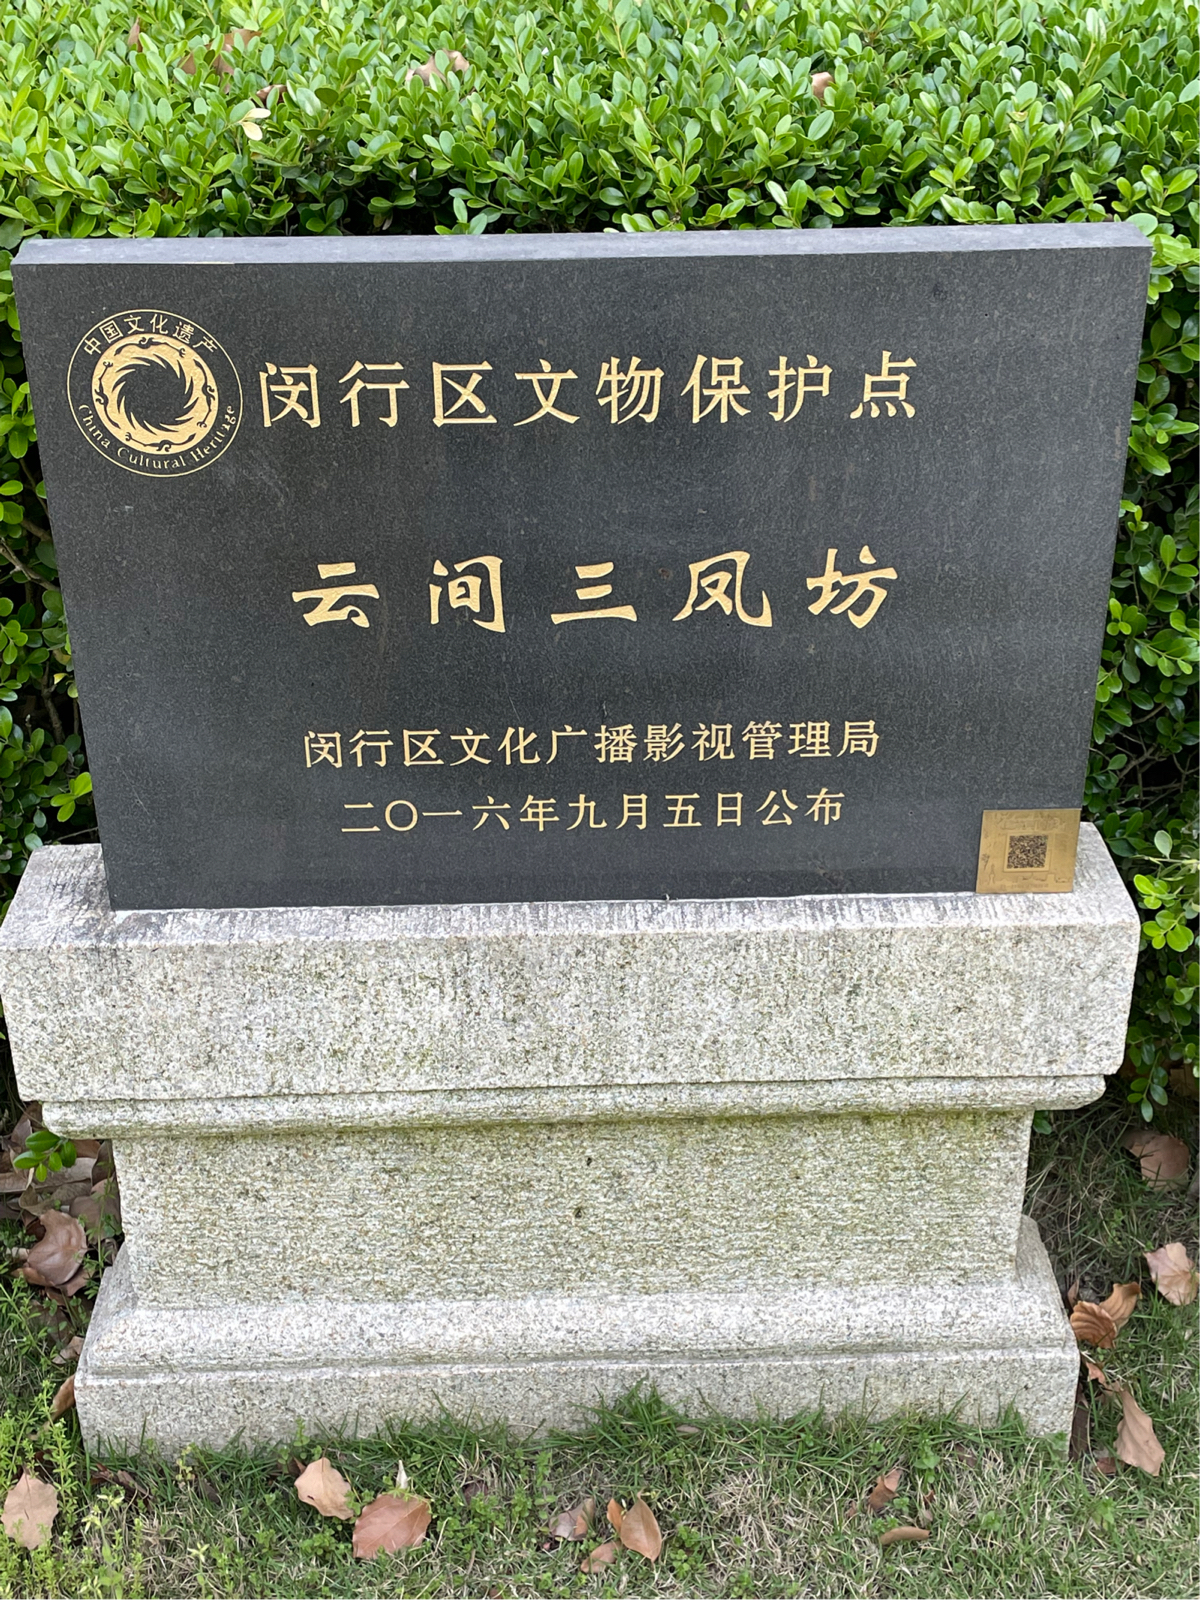 中国文化遗产
China Cultural Heritage
闵行区文物保护点
云间三凤坊
闵行区文化广播影视管理局
二〇一六年九月五日公布